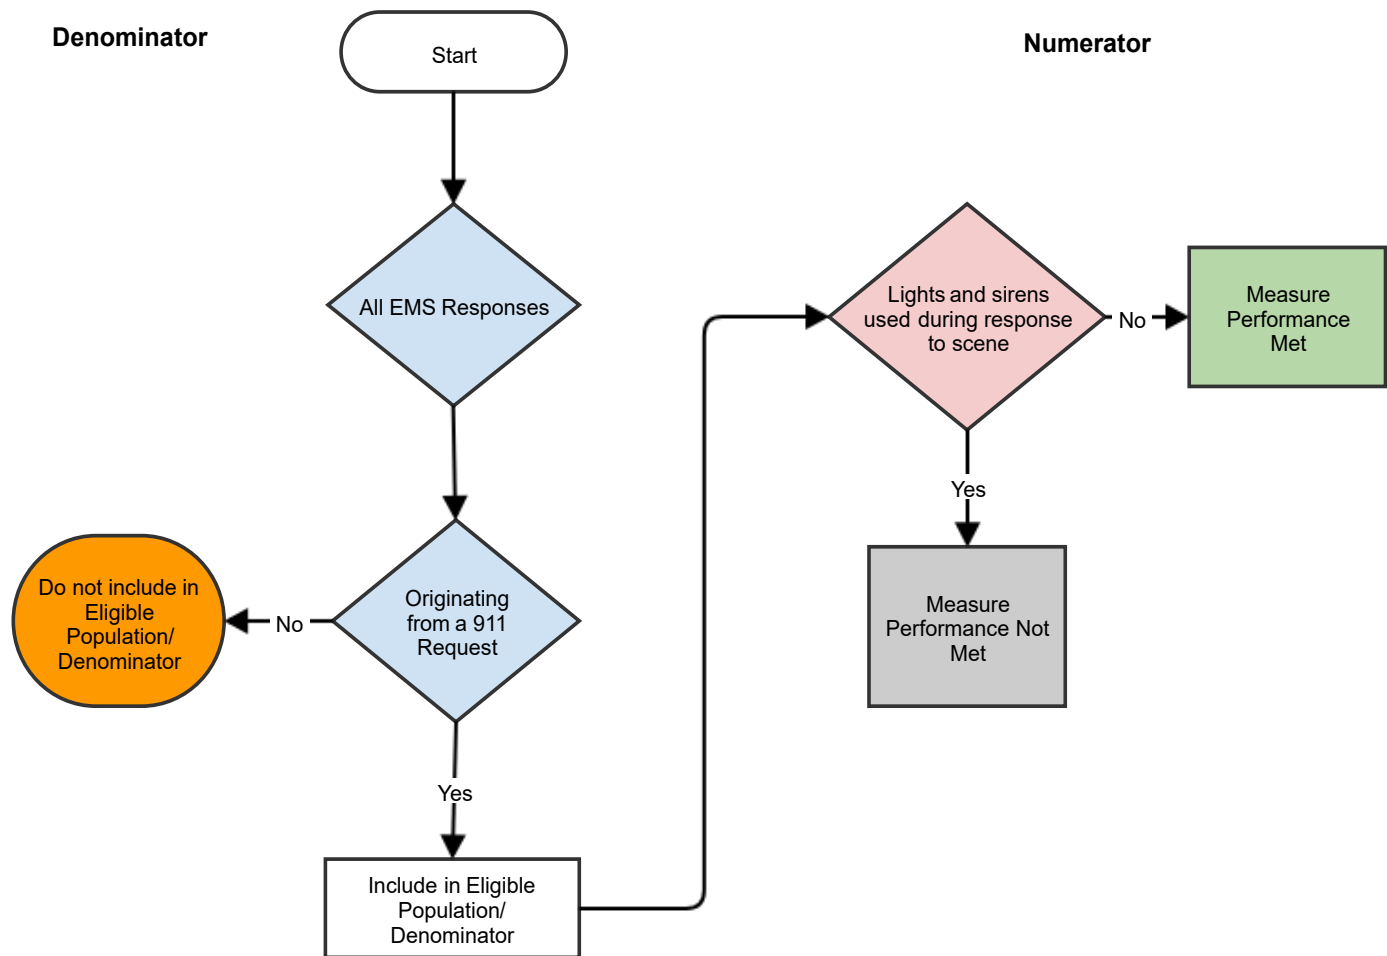 Denominator
Start
All EMS Responses
Originating
from a 911
Request
No
Do not include in
Eligible
Population/
Denominator
Yes
Include in Eligible
Population/
Denominator
Numerator
Lights and sirens
used during response
to scene
No
Measure
Performance
Met
Yes
Measure
Performance Not
Met